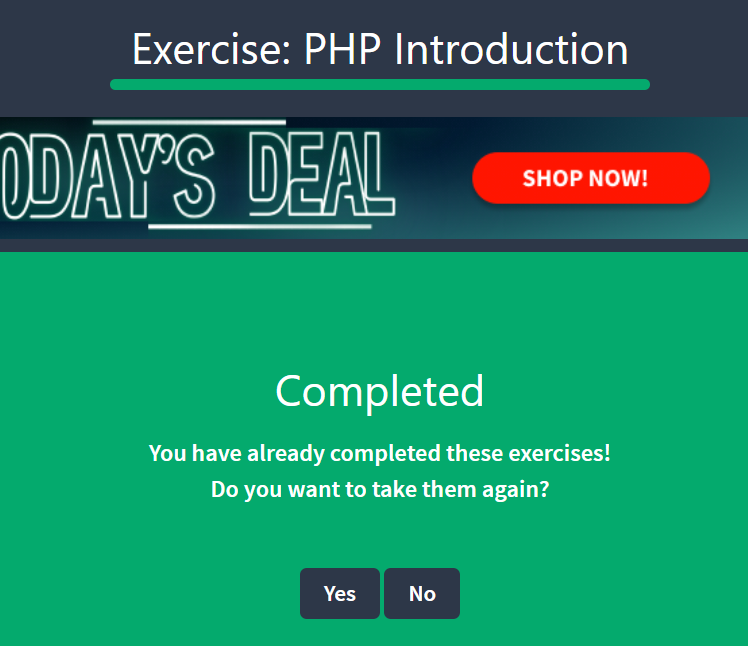 Exercise: PHP Introduction
ODAY'S DEAL
SHOP NOW!
Completed
You have already completed these exercises!
Do you want to take them again?
Yes
No